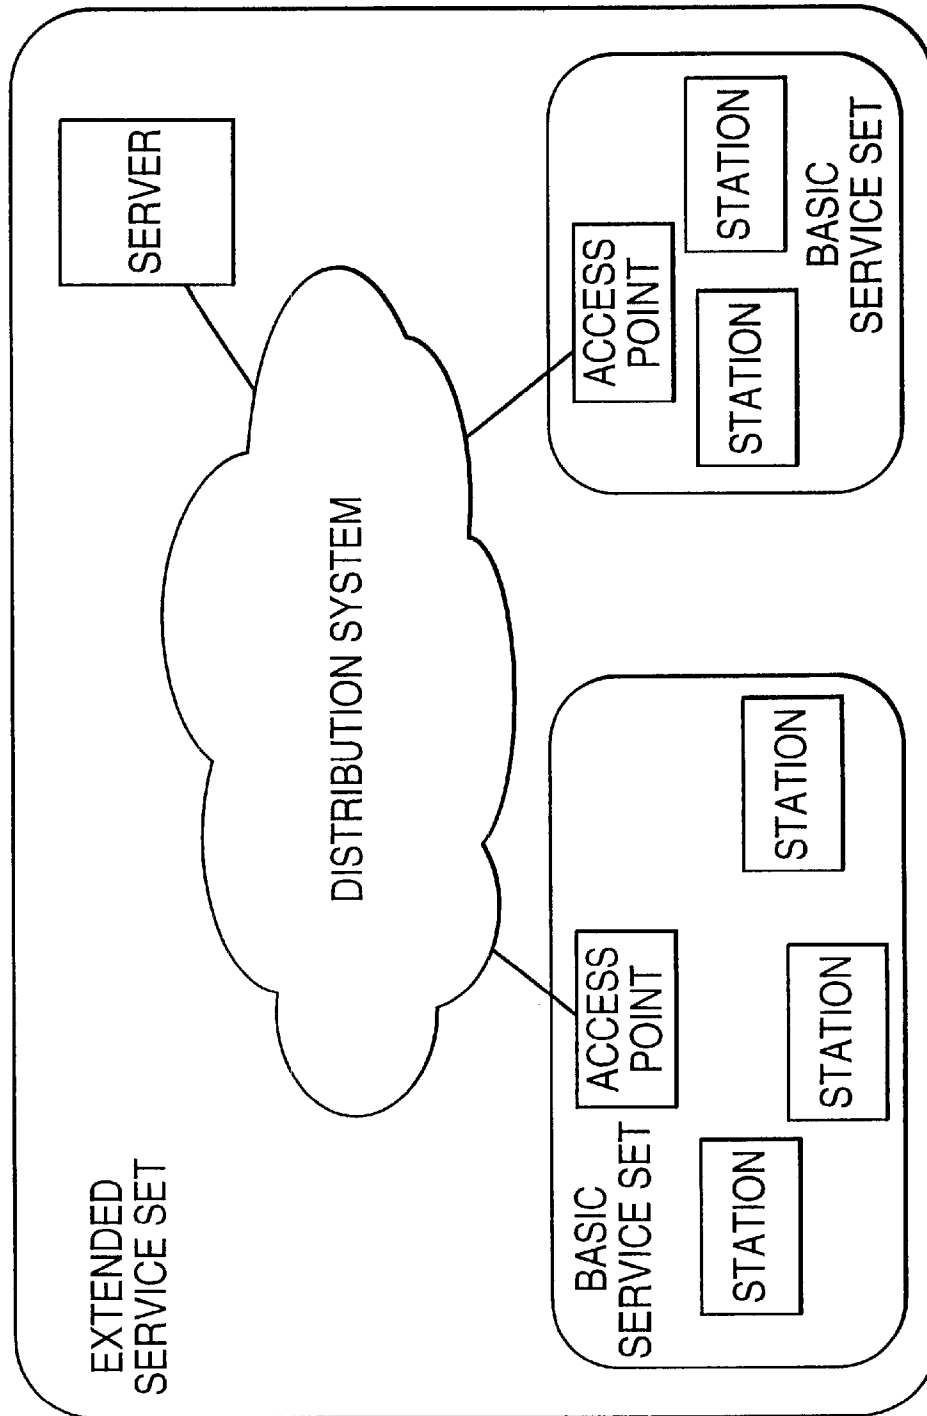 EXTENDED
SERVICE SET
SERVER
DISTRIBUTION SYSTEM
BASIC
SERVICE SET
ACCESS
POINT
STATION
STATION
STATION
ACCESS
POINT
STATION
STATION
BASIC
SERVICE SET